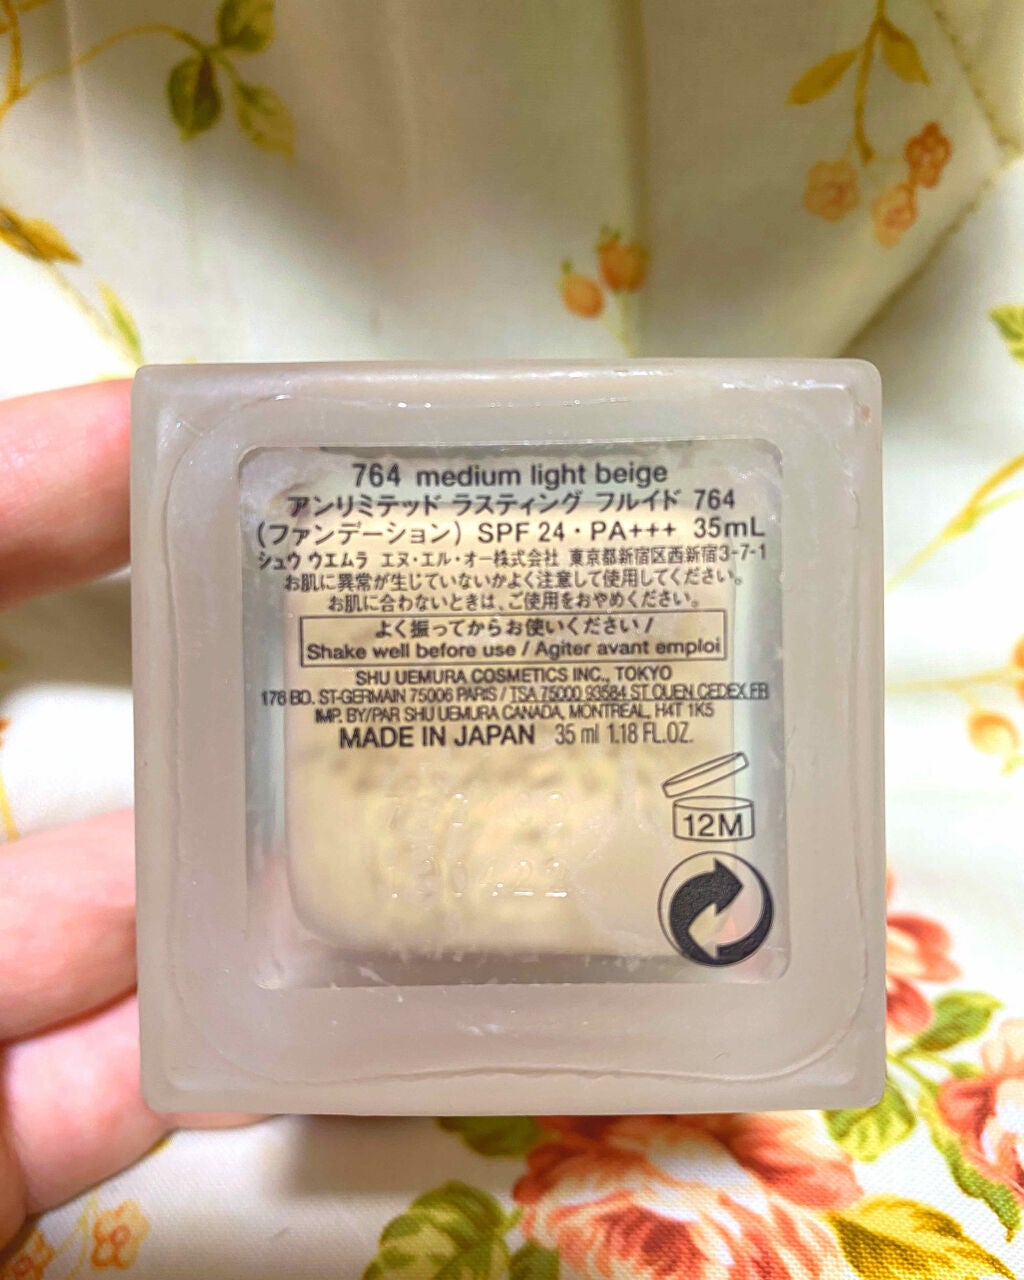 764 medium light beige
アンリミテッド ラスティング フルイド 764
(ファンデーション) SPF 24・PA+++ 35mL
シュウ ウエムラ エヌ・エル・オー株式会社 東京都新宿区西新宿3-7-1
お肌に異常が生じていないかよく注意して使用してください。
お肌に合わないときは、ご使用をおやめください。
よく振ってからお使いください /
Shake well before use / Agiter avant emploi
SHU UEMURA COSMETICS INC., TOKYO
176 BD. ST-GERMAIN 75006 PARIS / TSA 75000 93584 ST OUEN CEDEX FR
IMP. BY/PAR SHU UEMURA CANADA, MONTREAL, H4T 1K5
MADE IN JAPAN 35 ml 1.18 FL.OZ.
12M